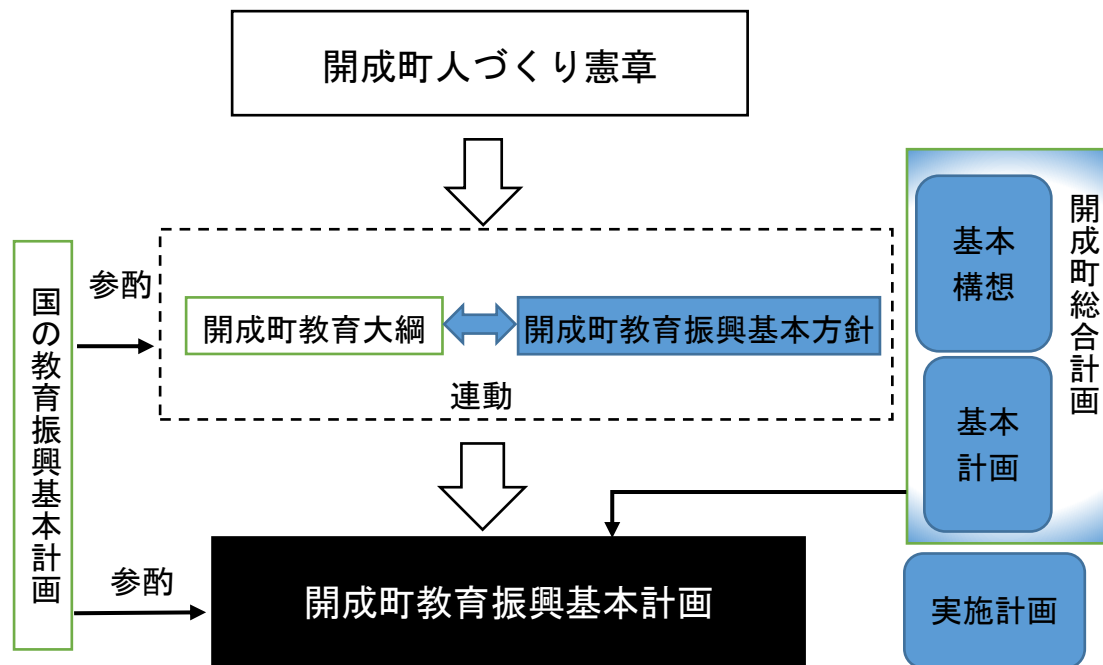 開成町人づくり憲章
国の教育振興基本計画
参酌
開成町教育大綱
開成町教育振興基本方針
連動
基本
構想
開成町総合計画
基本
計画
参酌
開成町教育振興基本計画
実施計画